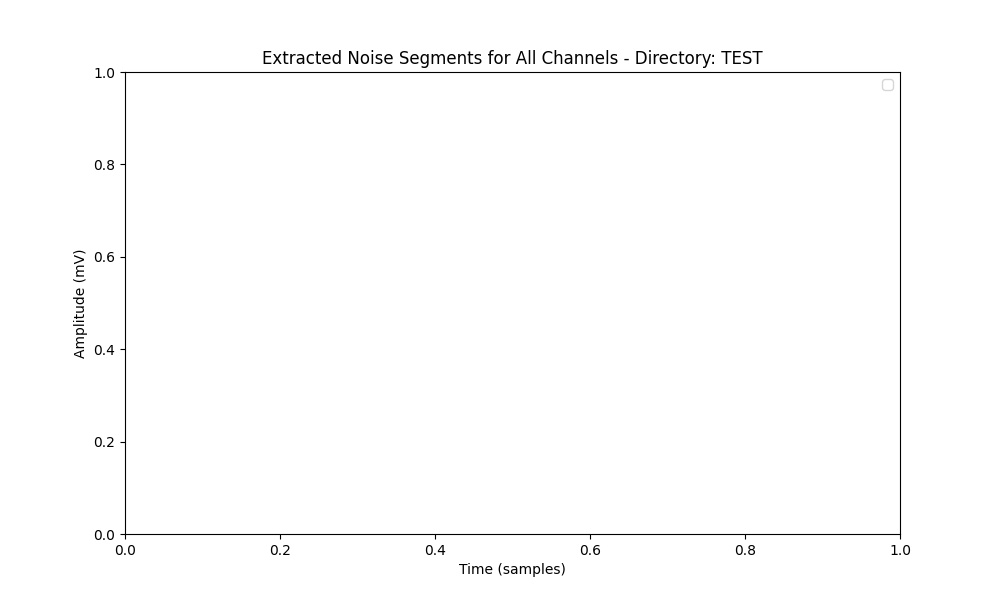 Extracted Noise Segments for All Channels - Directory: TEST
1.0
0.8
0.6
0.4
0.2
0.0
Amplitude (mV)
0.0 0.2 0.4 0.6 0.8 1.0
Time (samples)